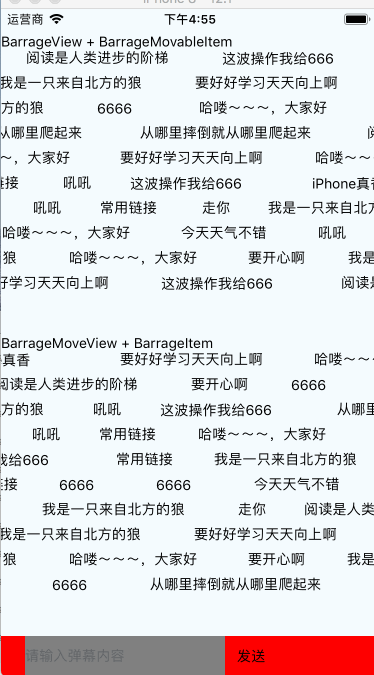 iPhone 8 - 12.1
运营商 下午4:55
BarrageView + BarrageMovableItem
阅读是人类进步的阶梯 这波操作我给6666
我是一只来自北方的狼 要好好学习天天向上啊
方的狼 6666 哈喽～～～，大家好
从哪里爬起来 从哪里摔倒就从哪里爬起来 阅
～，大家好 要好好学习天天向上啊 哈喽～～
链接 吼吼 这波操作我给6666 iPhone真香
吼吼 常用链接 走你 我是一只来自北方
哈喽～～～，大家好 今天天气不错 吼吼
狼 哈喽～～～，大家好 要开心啊 我是
好学习天天向上啊 这波操作我给6666 阅读是
BarrageMoveView + BarrageItem
真香 要好好学习天天向上啊 哈喽～～～
阅读是人类进步的阶梯 要开心啊 6666
方的狼 吼吼 这波操作我给6666 从哪里
吼吼 常用链接 哈喽～～～，大家好
我给6666 常用链接 我是一只来自北方的狼
链接 6666 6666 今天天气不错
我是一只来自北方的狼 走你 阅读是人类进
我是一只来自北方的狼 要好好学习天天向上啊
狼 哈喽～～～，大家好 要开心啊 我是
6666 从哪里摔倒就从哪里爬起来
请输入弹幕内容 发送